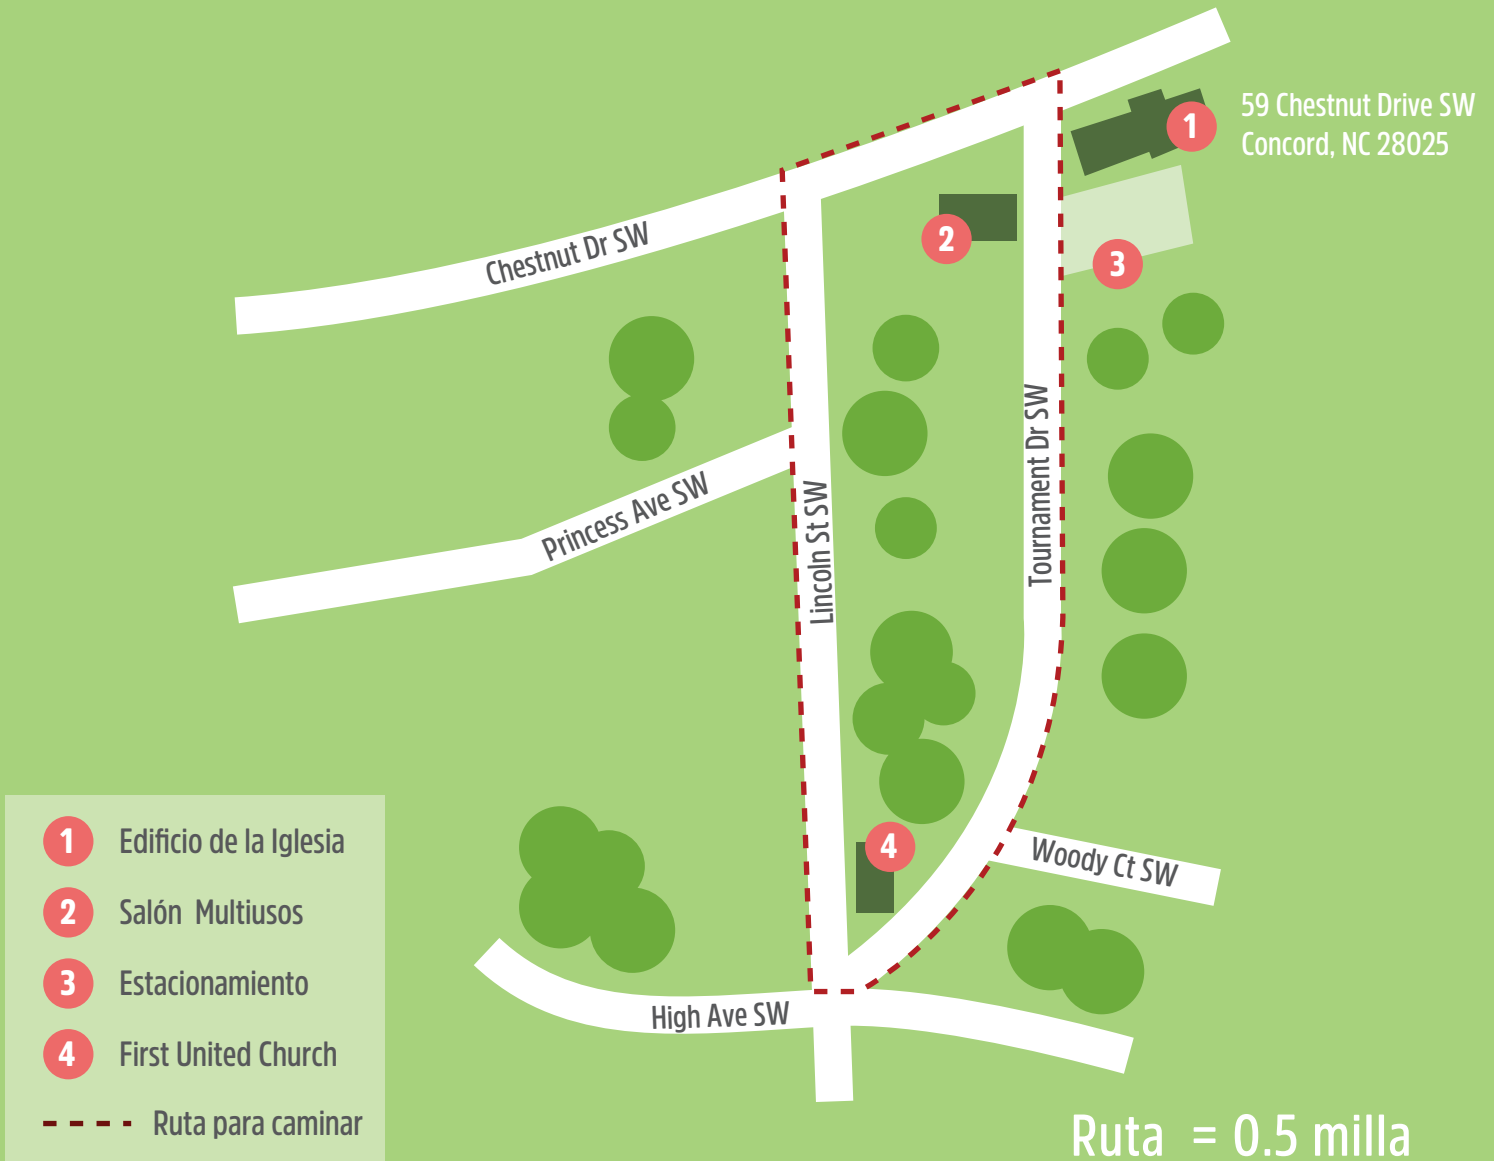 1
59 Chestnut Drive SW
Concord, NC 28025
2
3
Chestnut Dr SW
Princess Ave SW
Lincoln St SW
Tournament Dr SW
4
Woody Ct SW
High Ave SW
1 Edificio de la Iglesia
2 Salón Multiusos
3 Estacionamiento
4 First United Church
Ruta para caminar
Ruta = 0.5 milla